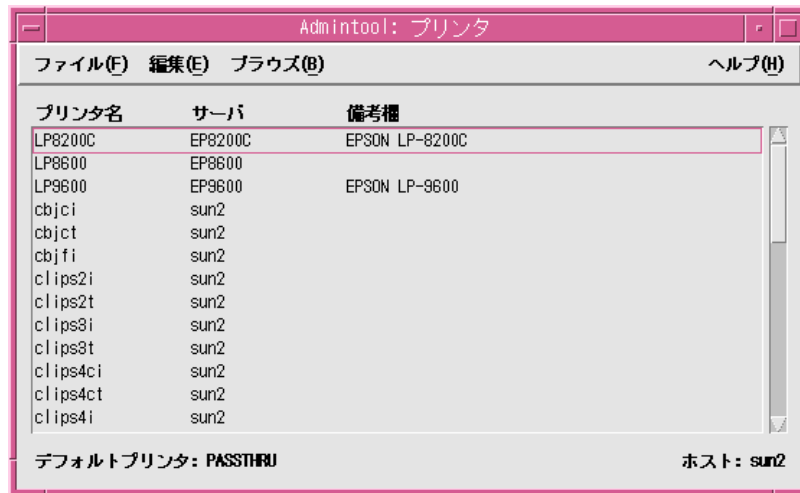 Admintool: プリンタ
ファイル(F) 編集(E) ブラウズ(B) ヘルプ(H)
プリンタ名 サーバ 備考欄
LP8200C EP8200C EPSON LP-8200C
LP8600 EP8600
LP9600 EP9600 EPSON LP-9600
cbjci sun2
cbjct sun2
cbjfi sun2
clips2i sun2
clips2t sun2
clips3i sun2
clips3t sun2
clips4ci sun2
clips4ct sun2
clips4i sun2
デフォルトプリンタ: PASSTHRU ホスト: sun2